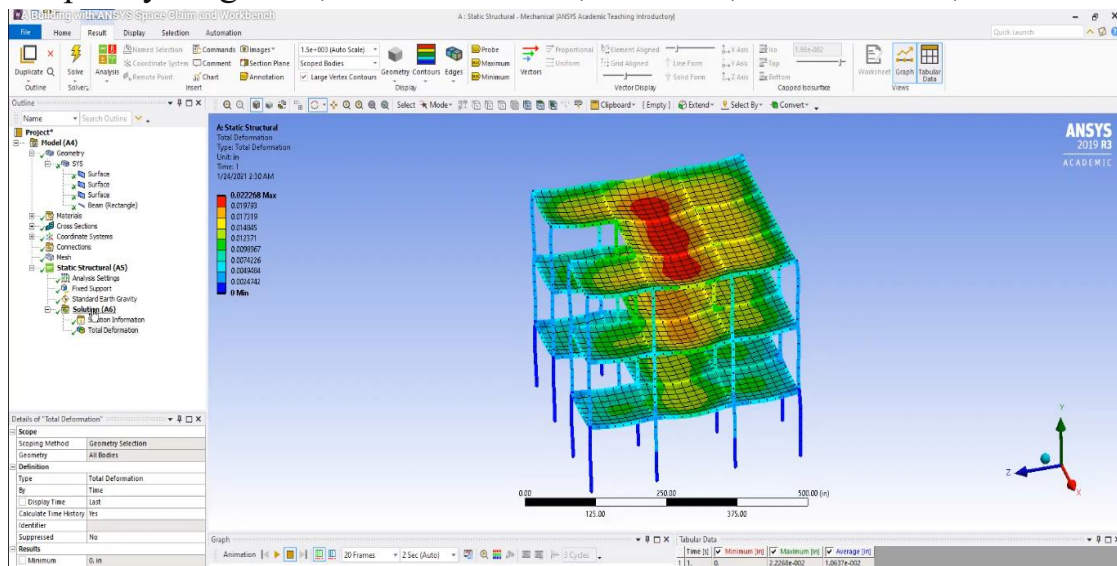 A Building with ANSYS Space Claim and Workbench
A : Static Structural - Mechanical [ANSYS Academic Teaching Introductory]
File Home Result Display Selection Automation
Quick Launch
Duplicate Q
Outline
Solve
Solve
Analysis
Named Selection
Coordinate System
Remote Point
Commands
Comment
Chart
Images
Section Plane
Annotation
Insert
1.5e+003 (Auto Scale)
Scoped Bodies
Large Vertex Contours
Geometry Contours Edges
Display
Probe
Maximum
Minimum
Vectors
Proportional
Uniform
Element Aligned
Grid Aligned
Line Form
Solid Form
X Axis
Y Axis
Z Axis
Vector Display
Iso
Top
Bottom
Capped Isosurface
Worksheet Graph Tabular Data
Views
Select Mode Clipboard [Empty] Extend Select By Convert
Outline
Name Search Outline
Project*
Model (A4)
Geometry
SYS
Surface
Surface
Surface
Beam (Rectangle)
Materials
Cross Sections
Coordinate Systems
Connections
Mesh
Static Structural (A5)
Analysis Settings
Fixed Support
Standard Earth Gravity
Solution (A6)
Total Deformation
A: Static Structural
Total Deformation
Type: Total Deformation
Unit: in
Time: 1
1/24/2021 2:30 AM
0.022268 Max
0.019793
0.017319
0.014845
0.012371
0.0098967
0.0074226
0.0049484
0.0024742
0 Min
ANSYS
2019 R3
ACADEMIC
Y
Z
X
0.00 250.00 500.00 (in)
125.00 375.00
Details of "Total Deformation"
Scope
Scoping Method Geometry Selection
Geometry All Bodies
Definition
Type Total Deformation
By Time
Display Time Last
Calculate Time History Yes
Identifier
Suppressed No
Results
Minimum 0. in
Graph
Animation 20 Frames 2 Sec (Auto) 3 Cycles
Tabular Data
Time [s] Minimum [in] Maximum [in] Average [in]
1 1. 0. 2.2268e-002 1.0637e-002